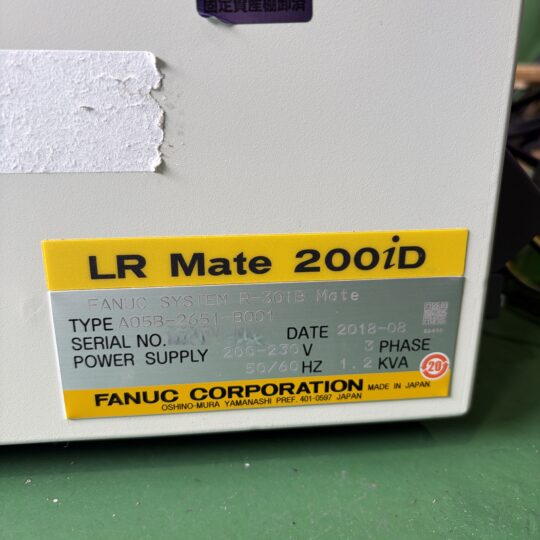 固定資産棚卸済
LR Mate 200iD
FANUC SYSTEM R-30iB Mate
TYPE A05B-2651-B001
SERIAL NO. DATE 2018-08
POWER SUPPLY 200-230 V 3 PHASE
50/60 HZ 1.2 KVA
20
FANUC CORPORATION MADE IN JAPAN.
OSHINO-MURA YAMANASHI PREF. 401-0597 JAPAN